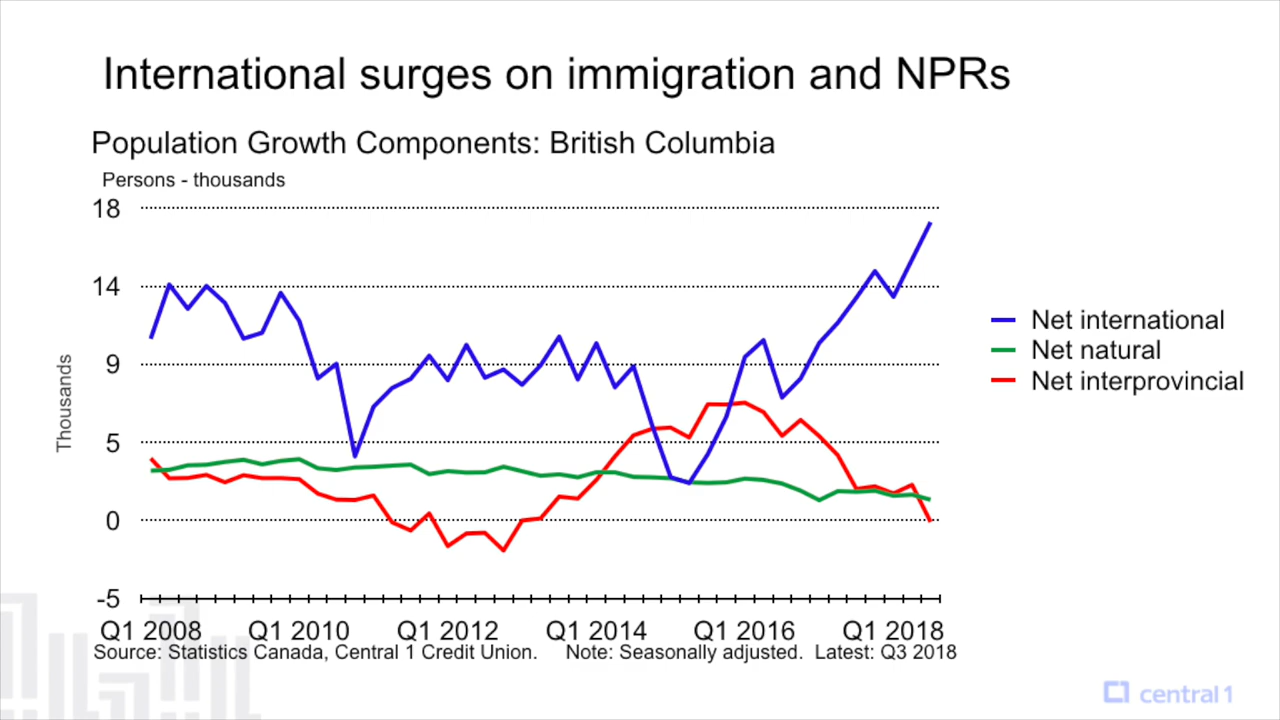 International surges on immigration and NPRs
Population Growth Components: British Columbia
Persons - thousands
18
14
9
5
0
-5
Thousands
Net international
Net natural
Net interprovincial
Q1 2008 Q1 2010 Q1 2012 Q1 2014 Q1 2016 Q1 2018
Source: Statistics Canada, Central 1 Credit Union. Note: Seasonally adjusted. Latest: Q3 2018
central 1